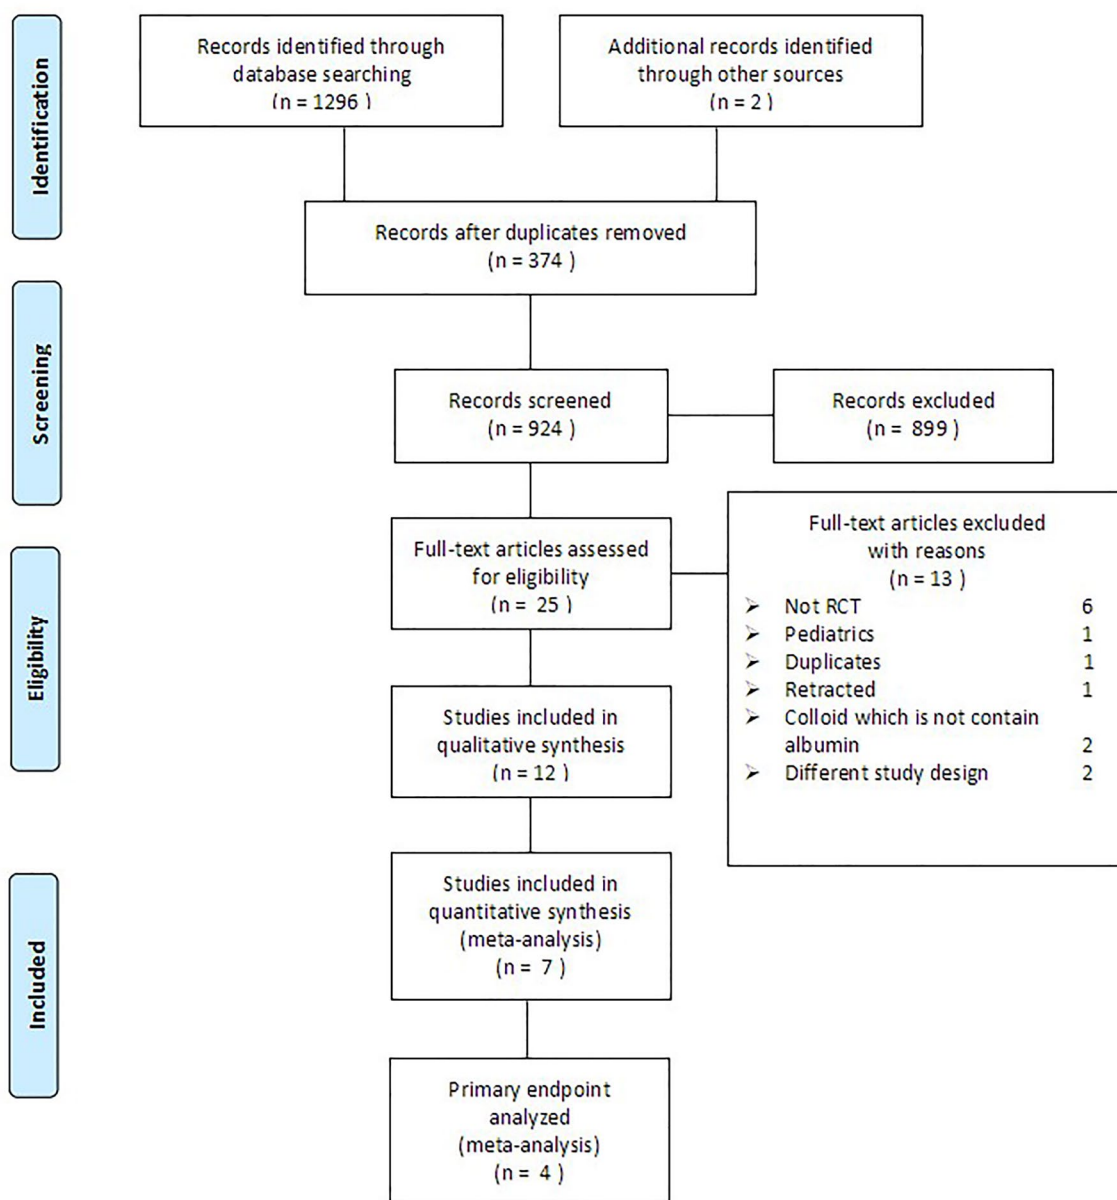 Identification
Records identified through
database searching
(n = 1296 )
Additional records identified
through other sources
(n = 2 )
Records after duplicates removed
(n = 374 )
Screening
Records screened
(n = 924 )
Records excluded
(n = 899 )
Eligibility
Full-text articles assessed
for eligibility
(n = 25 )
Full-text articles excluded
with reasons
(n = 13 )
➢ Not RCT 6
➢ Pediatrics 1
➢ Duplicates 1
➢ Retracted 1
➢ Colloid which is not contain
albumin 2
➢ Different study design 2
Studies included in
qualitative synthesis
(n = 12 )
Included
Studies included in
quantitative synthesis
(meta-analysis)
(n = 7 )
Primary endpoint
analyzed
(meta-analysis)
(n = 4 )